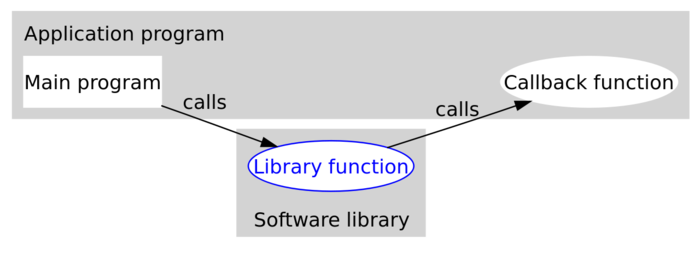 Application program
Main program
Callback function
calls
calls
Library function
Software library